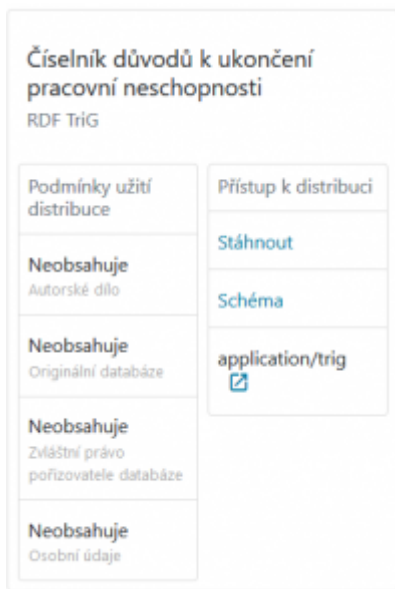 Číselník důvodů k ukončení
pracovní neschopnosti
RDF TriG
Podmínky užití
distribuce
Neobsahuje
Autorské dílo
Neobsahuje
Originální databáze
Neobsahuje
Zvláštní právo
pořizovatele databáze
Neobsahuje
Osobní údaje
Přístup k distribuci
Stáhnout
Schéma
application/trig